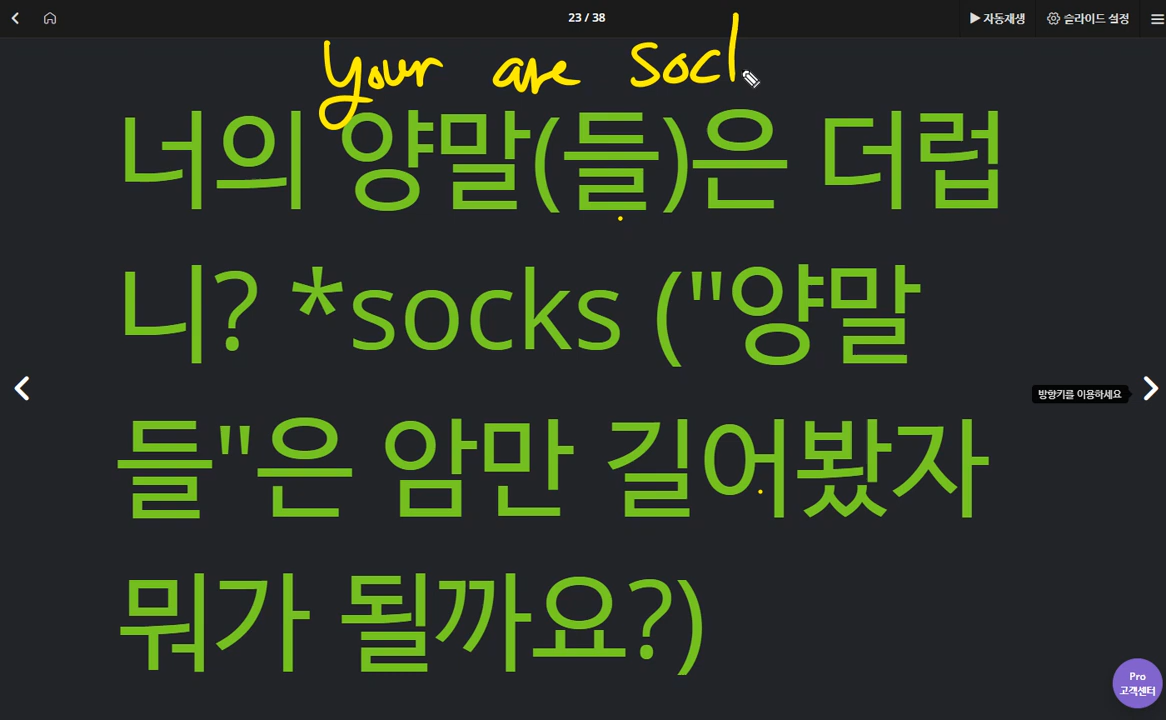 23 / 38
▶ 자동재생
슬라이드 설정
your are socl
너의 양말(들)은 더럽
니? *socks ("양말
들"은 암만 길어봤자
뭐가 될까요?)
방향키를 이용하세요
Pro
고객센터